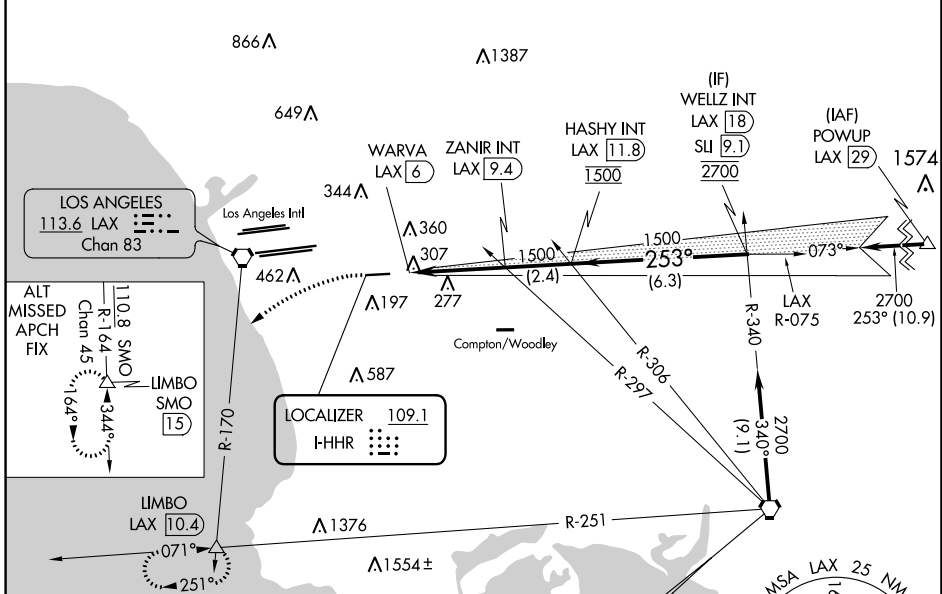 866
1387
649
(IF)
WELLZ INT
LAX 18
SLI 9.1
2700
(IAF)
POWUP
LAX 29
1574
HASHY INT
LAX 11.8
1500
ZANIR INT
LAX 9.4
WARVA
LAX 6
344
LOS ANGELES
113.6 LAX
Chan 83
Los Angeles Intl
360
307
462
197
277
1500
(2.4)
1500
253°
(6.3)
073°
LAX
R-075
2700
253° (10.9)
Compton/Woodley
R-340
R-306
R-297
2700
340°
(9.1)
587
LOCALIZER 109.1
I-HHR
ALT
MISSED
APCH
FIX
110.8 SMO
R-164
Chan 45
LIMBO
SMO
15
164°
344°
R-170
LIMBO
LAX 10.4
071°
251°
1376
R-251
1554 ±
MSA LAX 25 NM